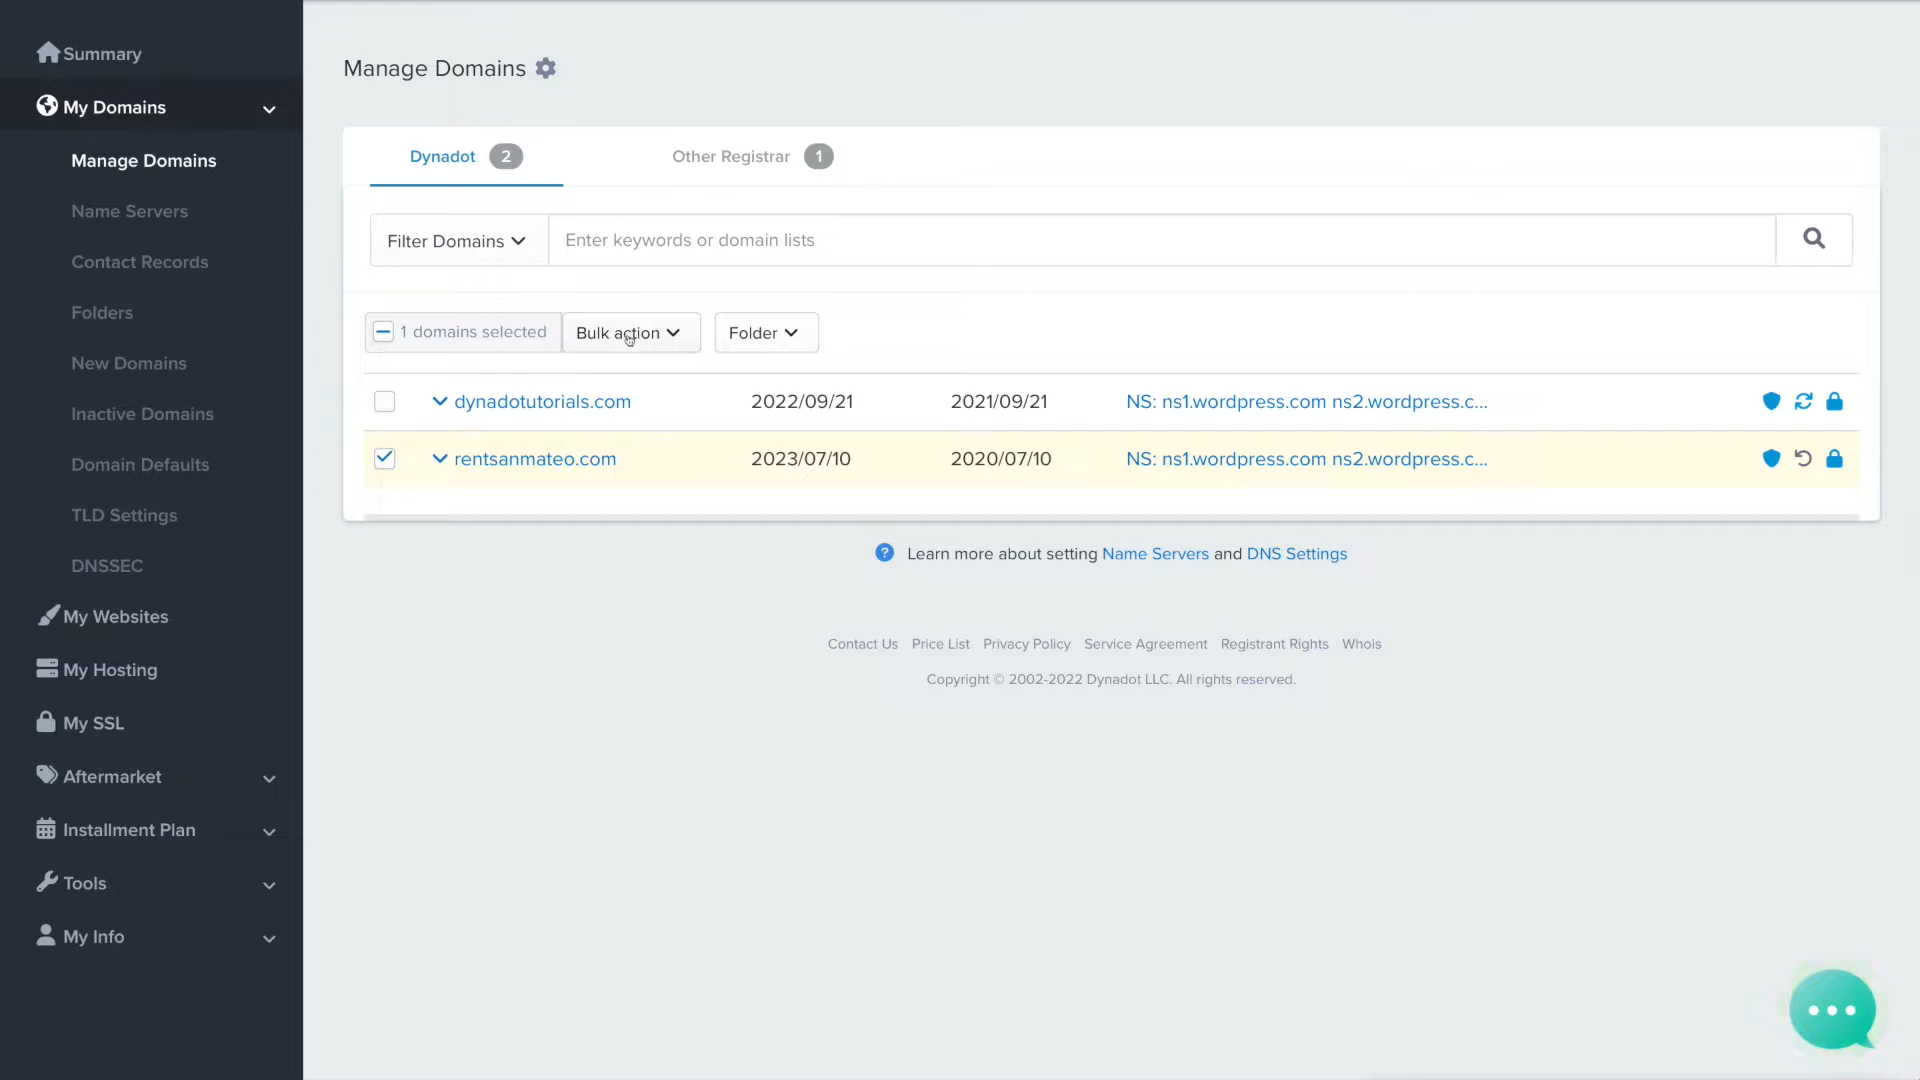 Summary
My Domains
Manage Domains
Name Servers
Contact Records
Folders
New Domains
Inactive Domains
Domain Defaults
TLD Settings
DNSSEC
My Websites
My Hosting
My SSL
Aftermarket
Installment Plan
Tools
My Info
Manage Domains
Dynadot 2 Other Registrar 1
Filter Domains Enter keywords or domain lists
1 domains selected Bulk action Folder
dynadotutorials.com 2022/09/21 2021/09/21 NS: ns1.wordpress.com ns2.wordpress.c...
rentsanmateo.com 2023/07/10 2020/07/10 NS: ns1.wordpress.com ns2.wordpress.c...
? Learn more about setting Name Servers and DNS Settings
Contact Us Price List Privacy Policy Service Agreement Registrant Rights Whois
Copyright © 2002-2022 Dynadot LLC. All rights reserved.